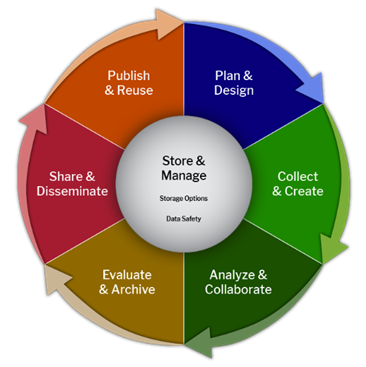 Publish
& Reuse
Plan &
Design
Share &
Disseminate
Store &
Manage
Storage Options
Data Safety
Collect
& Create
Evaluate
& Archive
Analyze &
Collaborate